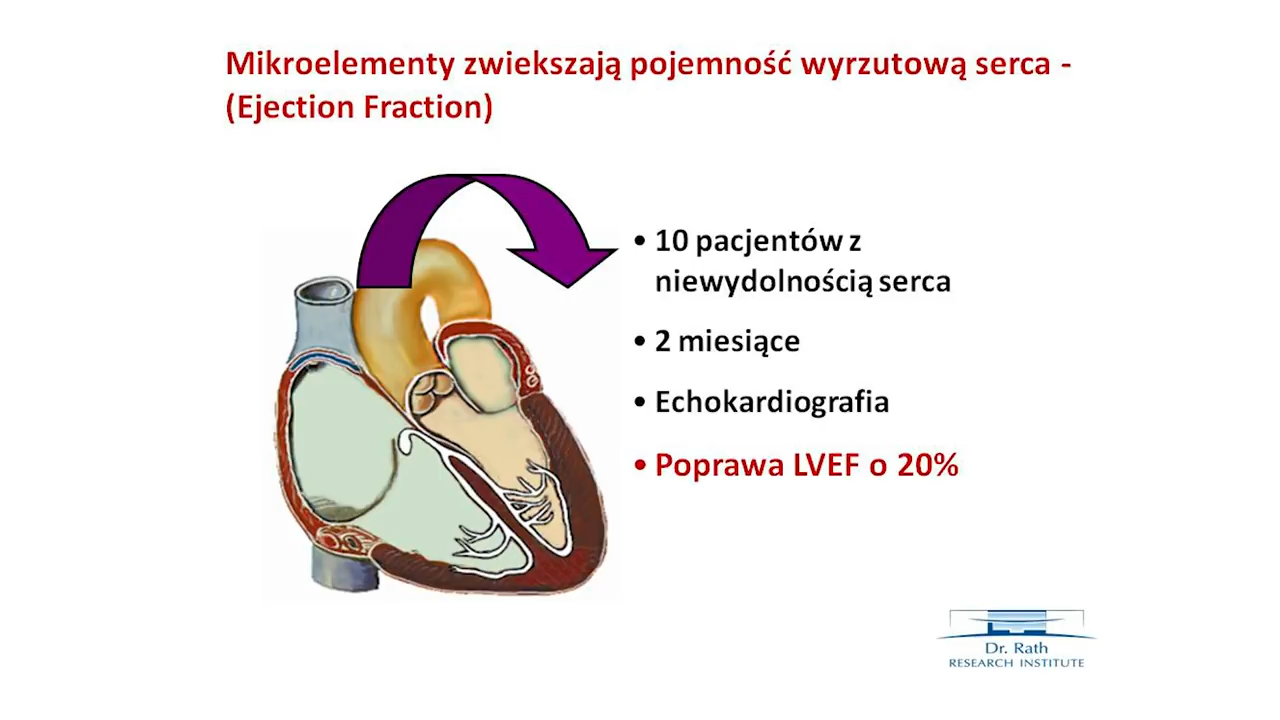 Mikroelementy zwiekszają pojemność wyrzutową serca -
(Ejection Fraction)
• 10 pacjentów z
niewydolnością serca
• 2 miesiące
• Echokardiografia
• Poprawa LVEF o 20%
Dr. Rath
RESEARCH INSTITUTE